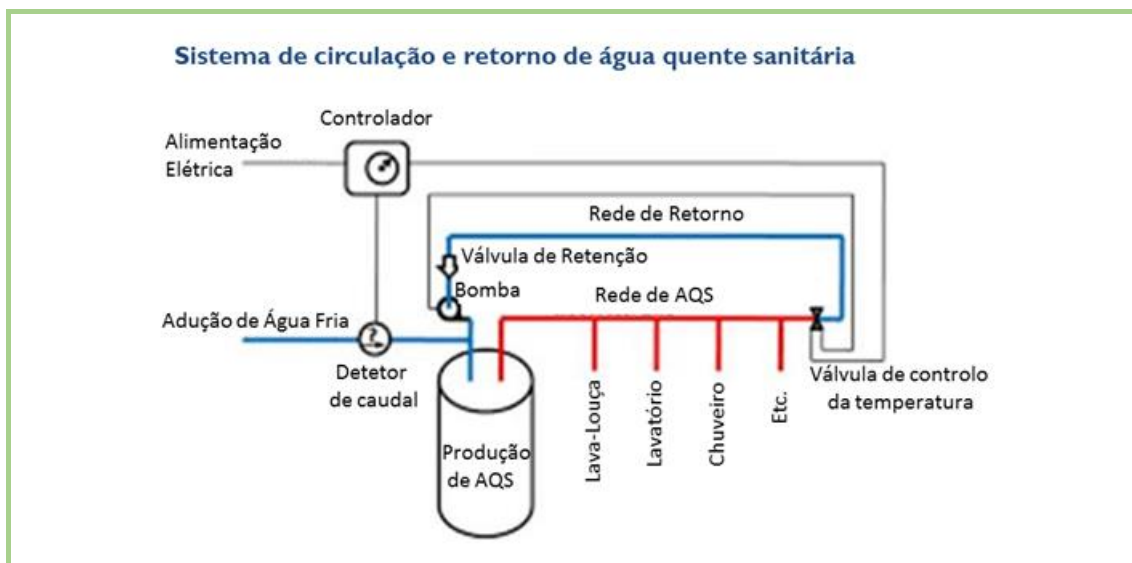 Sistema de circulação e retorno de água quente sanitária
Controlador
Alimentação
Elétrica
Rede de Retorno
Válvula de Retenção
Bomba
Rede de AQS
Adução de Água Fria
Detetor
de caudal
Válvula de controlo
da temperatura
Produção
de AQS
Lava-Louça
Lavatório
Chuveiro
Etc.